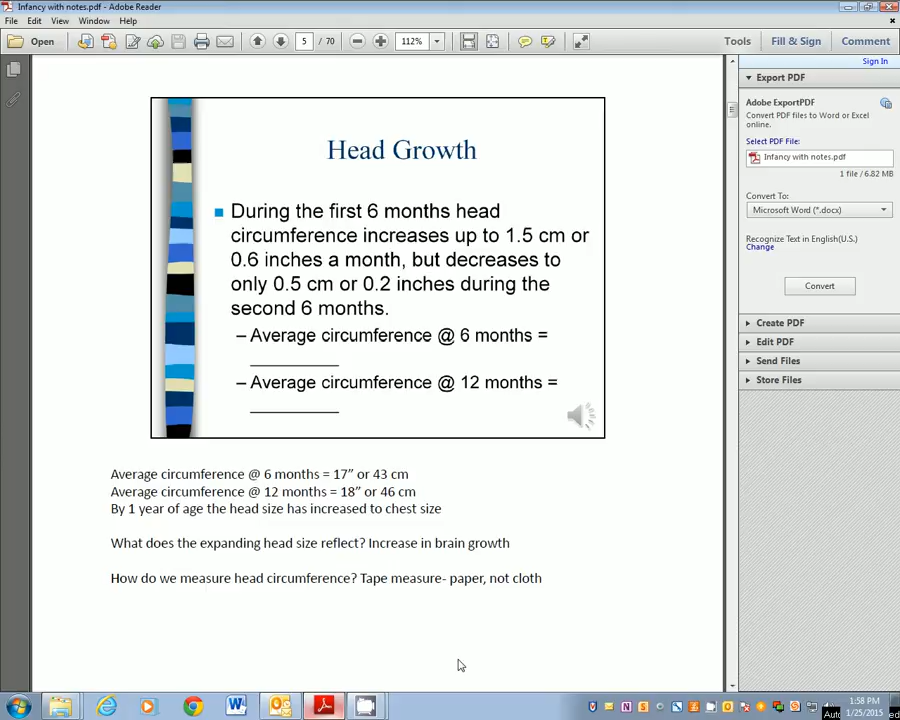 Infancy with notes.pdf - Adobe Reader
File Edit View Window Help
Open 5 / 70 112% Tools Fill & Sign Comment
Sign In
Export PDF
Adobe ExportPDF
Convert PDF files to Word or Excel
online.
Select PDF File:
Infancy with notes.pdf
1 file / 6.82 MB
Convert To:
Microsoft Word (*.docx)
Recognize Text in English(U.S.)
Change
Convert
Create PDF
Edit PDF
Send Files
Store Files
Head Growth
During the first 6 months head
circumference increases up to 1.5 cm or
0.6 inches a month, but decreases to
only 0.5 cm or 0.2 inches during the
second 6 months.
– Average circumference @ 6 months =
________
– Average circumference @ 12 months =
________
Average circumference @ 6 months = 17” or 43 cm
Average circumference @ 12 months = 18” or 46 cm
By 1 year of age the head size has increased to chest size
What does the expanding head size reflect? Increase in brain growth
How do we measure head circumference? Tape measure- paper, not cloth
1:58 PM
1/25/2015